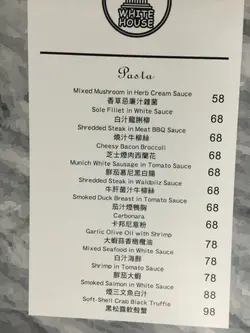 WHITE
HOUSE
Pasta
Mixed Mushroom in Herb Cream Sauce
香草忌廉汁雜菌 58
Sole Fillet in White Sauce
白汁龍脷柳 68
Shredded Steak in Meat BBQ Sauce
燒汁牛柳絲 68
Cheesy Bacon Broccoli
芝士煙肉西蘭花 68
Munich White Sausage in Tomato Sauce
鮮茄慕尼黑白腸 68
Shredded Steak in Waldpilz Sauce
牛肝菌汁牛柳絲 68
Smoked Duck Breast in Tomato Sauce
茄汁煙鴨胸 68
Carbonara
卡邦尼意粉 68
Garlic Olive Oil with Shrimp
大蝦蒜香橄欖油 78
Mixed Seafood in White Sauce
白汁海鮮 78
Shrimp in Tomato Sauce
鮮茄大蝦 78
Smoked Salmon in White Sauce
煙三文魚白汁 88
Soft-Shell Crab Black Truffle
黑松露軟殼蟹 98